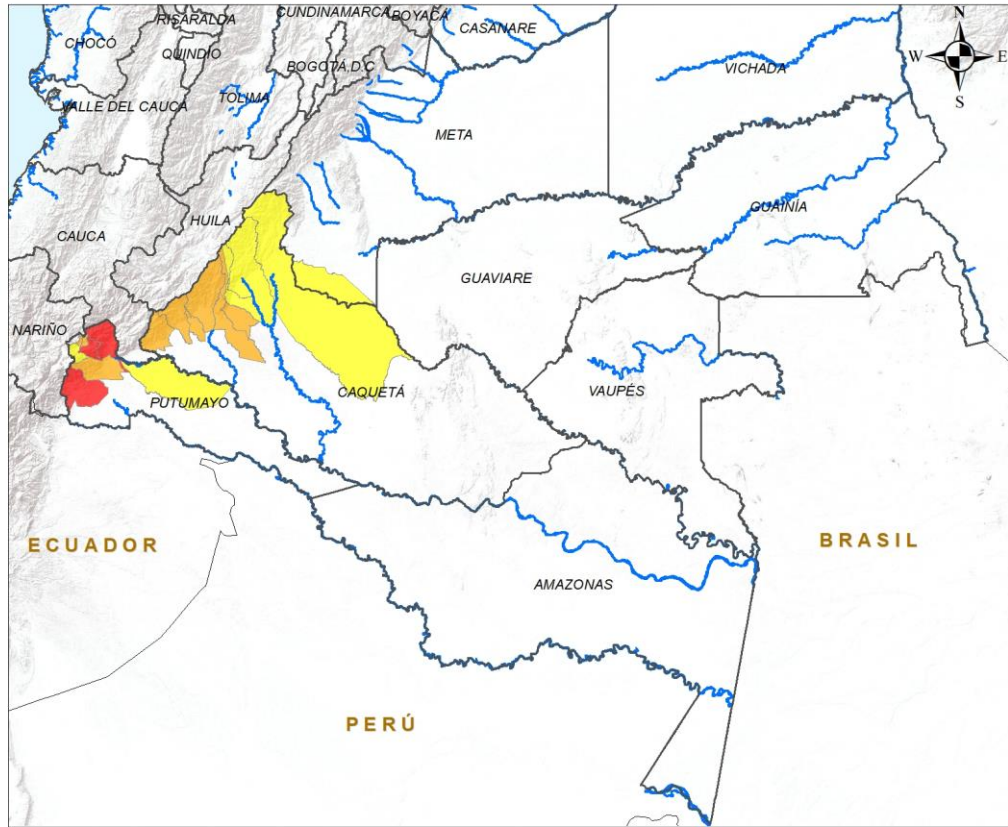 CUNDINAMARCA
BOYACÁ
RISARALDA
CASANARE
N
CHOCÓ
QUINDÍO
BOGOTÁ D.C
W
E
VICHADA
S
VALLE DEL CAUCA
TOLIMA
META
HUILA
GUAINÍA
CAUCA
GUAVIARE
NARIÑO
CAQUETÁ
VAUPÉS
PUTUMAYO
ECUADOR
BRASIL
AMAZONAS
PERÚ